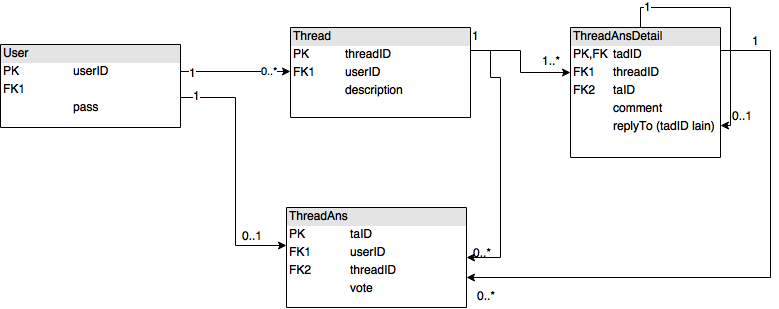 User
PK userID
FK1
pass
1
1
0..*
0..1
Thread
PK threadID
FK1 userID
description
1
1..*
0..*
ThreadAnsDetail
PK,FK tadID
FK1 threadID
FK2 taID
comment
replyTo (tadID lain)
1
1
0..1
ThreadAns
PK taID
FK1 userID
FK2 threadID
vote
0..*